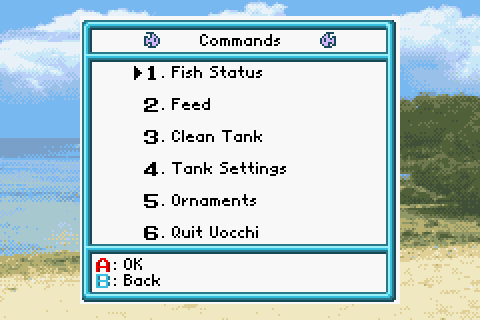 Commands
1. Fish Status
2. Feed
3. Clean Tank
4. Tank Settings
5. Ornaments
6. Quit Uocchi
A: OK
B: Back